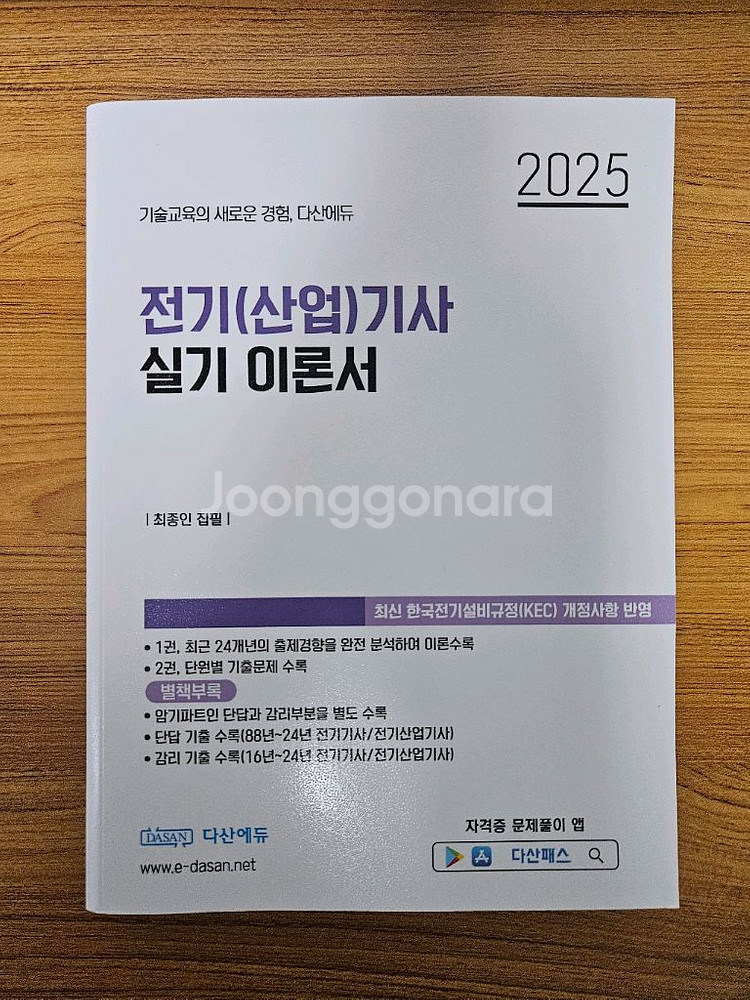 2025
기술교육의 새로운 경험, 다산에듀
전기(산업)기사
실기 이론서
Joonggonara
| 최종인 집필 |
최신 한국전기설비규정(KEC) 개정사항 반영
• 1권, 최근 24개년의 출제경향을 완전 분석하여 이론수록
• 2권, 단원별 기출문제 수록
별책부록
• 암기파트인 단답과 감리부분을 별도 수록
• 단답 기출 수록(88년~24년 전기기사/전기산업기사)
• 감리 기출 수록(16년~24년 전기기사/전기산업기사)
DASAN 다산에듀
www.e-dasan.net
자격증 문제풀이 앱
다산패스